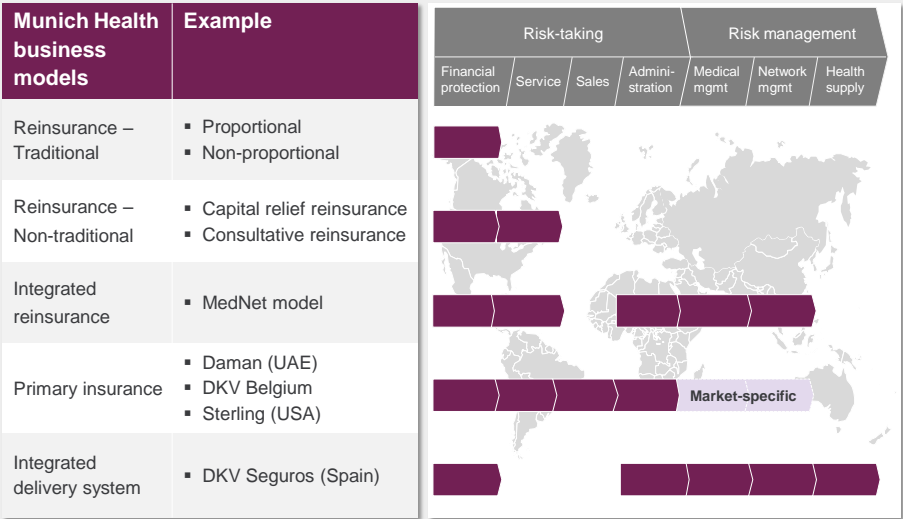 Munich Health
business
models
Example
Risk-taking
Risk management
Financial
protection
Service
Sales
Admini-
stration
Medical
mgmt
Network
mgmt
Health
supply
Reinsurance –
Traditional
▪ Proportional
▪ Non-proportional
Reinsurance –
Non-traditional
▪ Capital relief reinsurance
▪ Consultative reinsurance
Integrated
reinsurance
▪ MedNet model
Primary insurance
▪ Daman (UAE)
▪ DKV Belgium
▪ Sterling (USA)
Market-specific
Integrated
delivery system
▪ DKV Seguros (Spain)